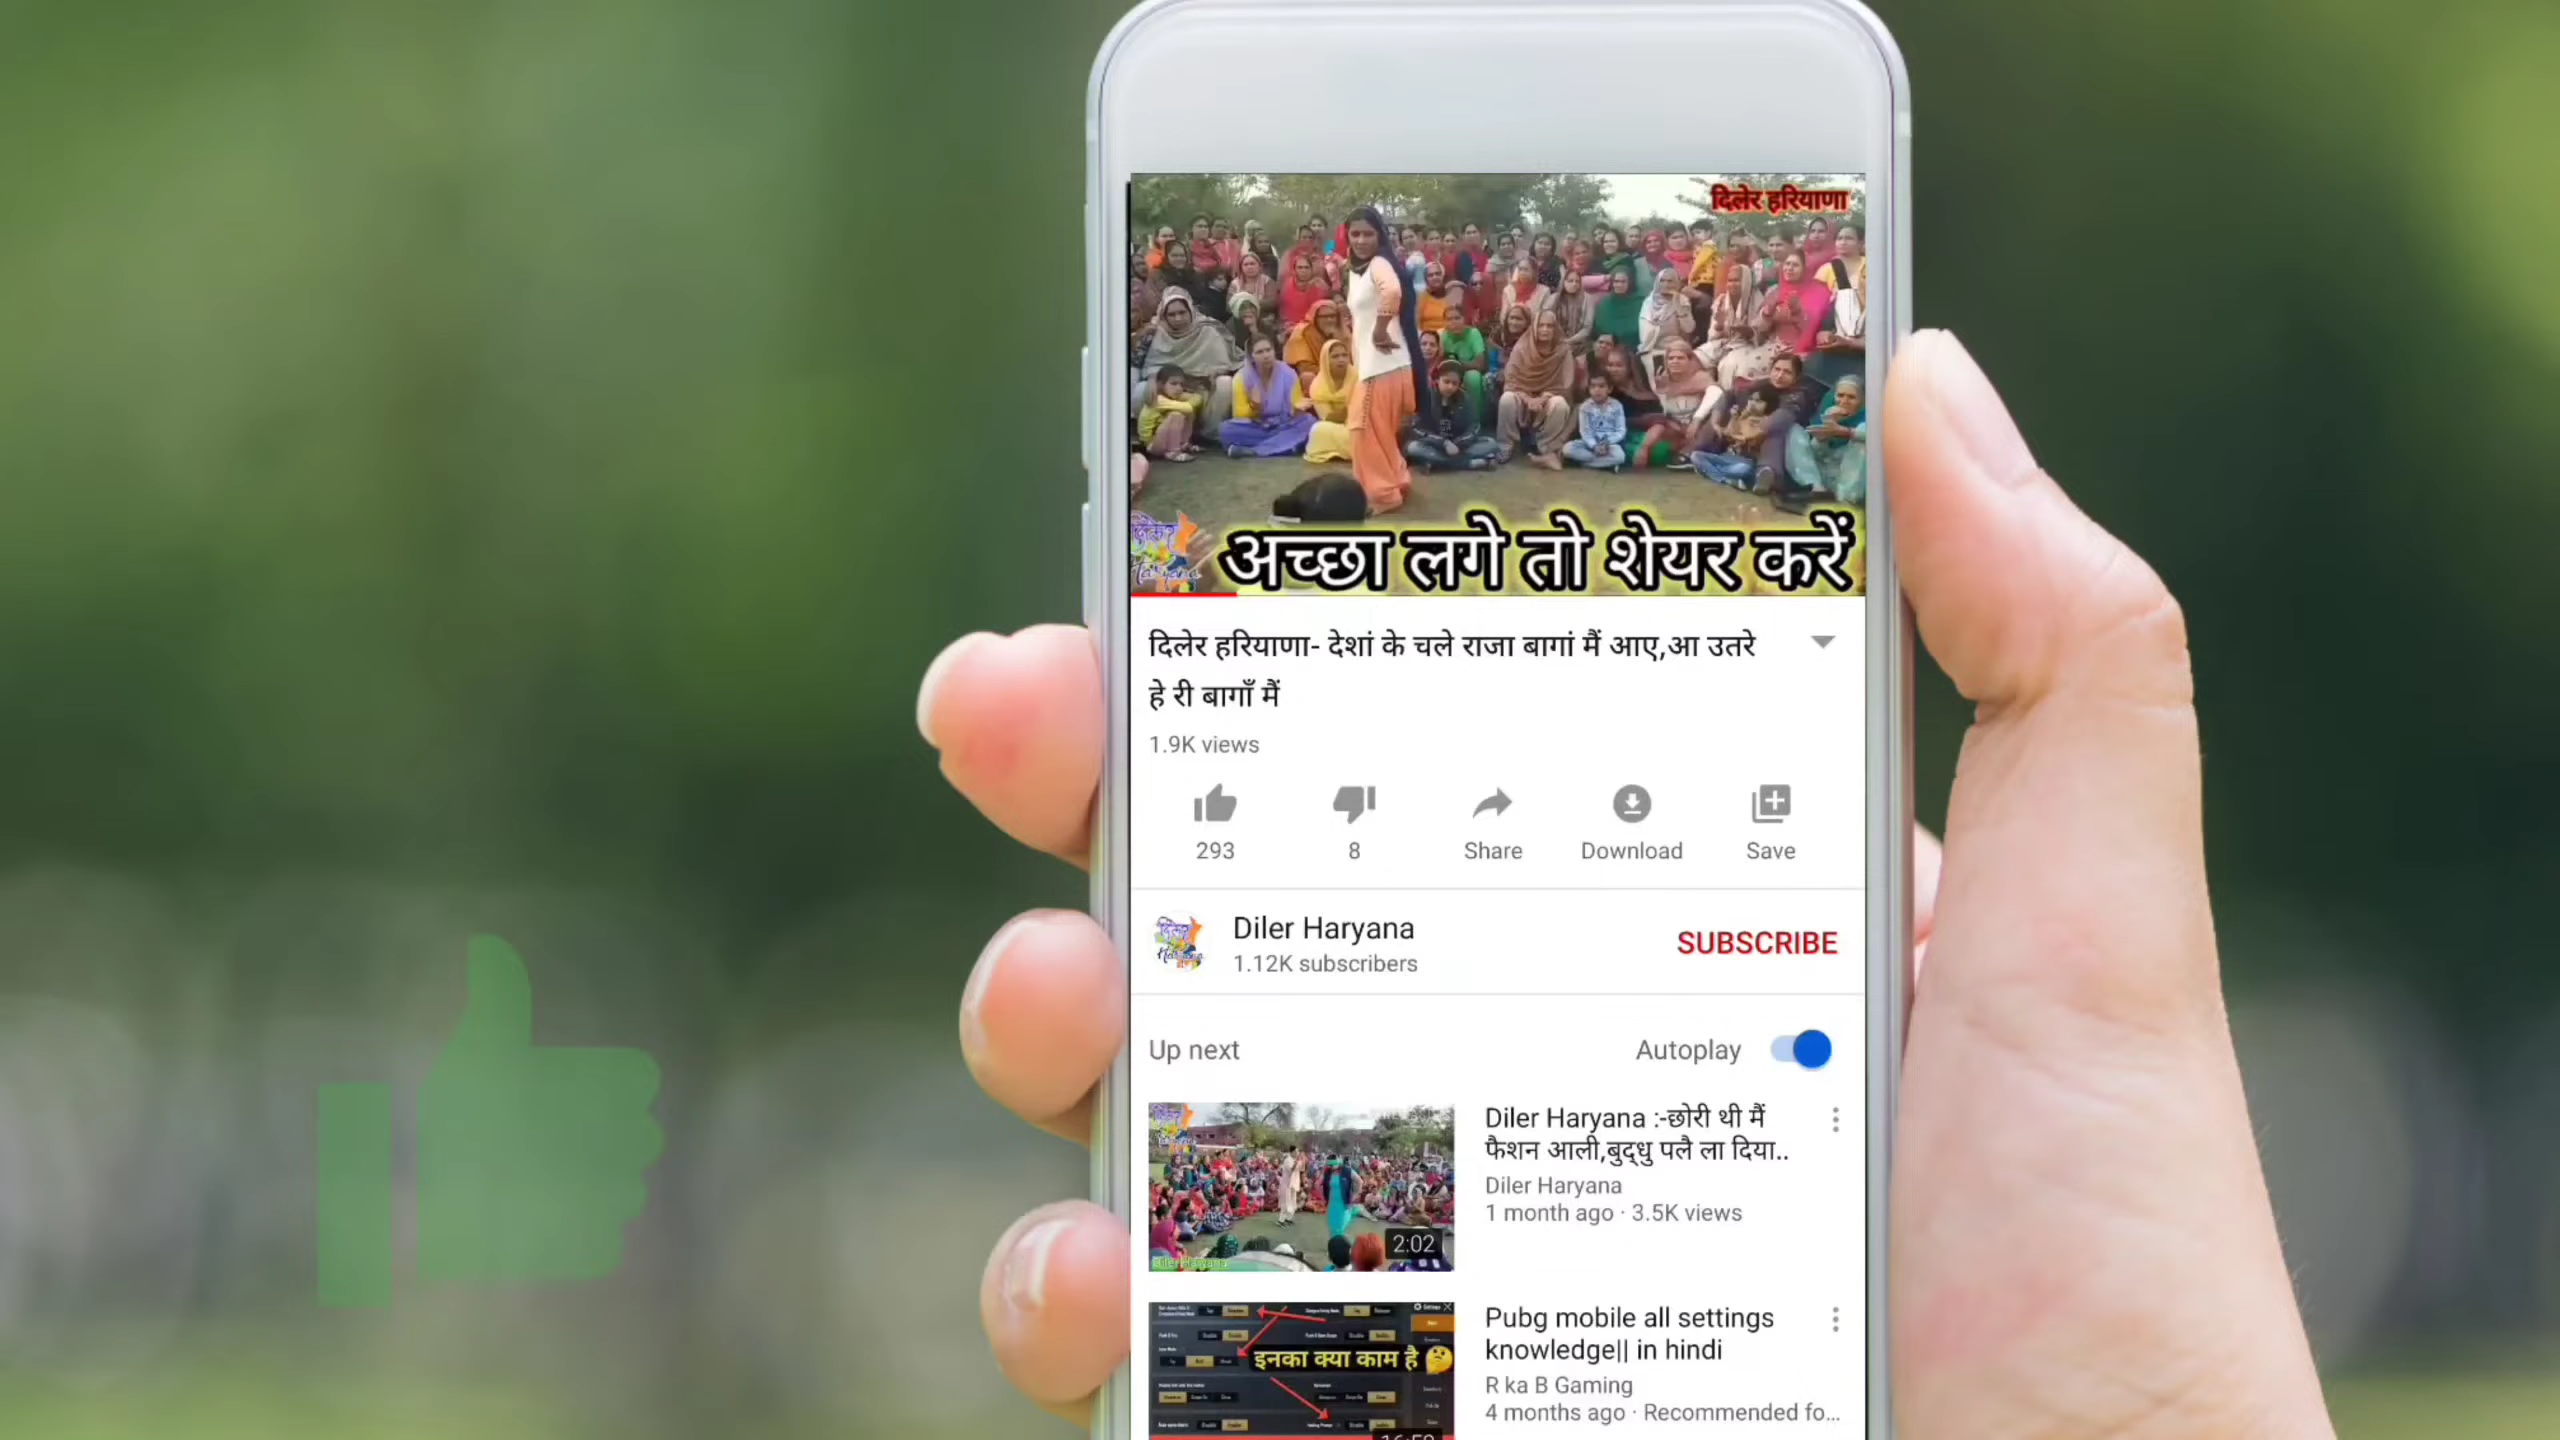 दिलेर हरियाणा
अच्छा लगे तो शेयर करें
दिलेर हरियाणा- देशां के चले राजा बागां मैं आए,आ उतरे
हे री बागाँ मैं
1.9K views
293
8
Share
Download
Save
Diler Haryana
1.12K subscribers
SUBSCRIBE
Up next
Autoplay
Diler Haryana :-छोरी थी मैं
फैशन आली,बुद्धु पलै ला दिया..
Diler Haryana
1 month ago · 3.5K views
2:02
Diler Haryana
इनका क्या काम है
Pubg mobile all settings
knowledge|| in hindi
R ka B Gaming
4 months ago · Recommended fo...